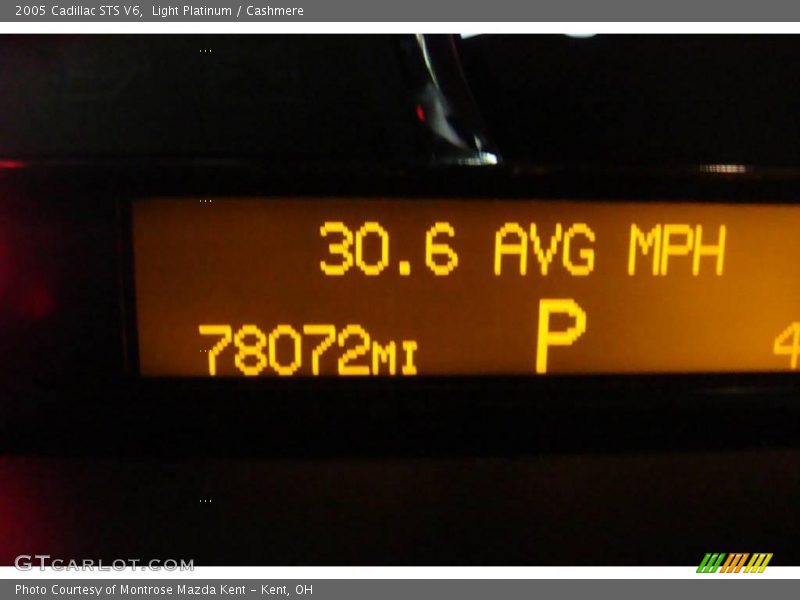 2005 Cadillac STS V6,  Light Platinum / Cashmere
30.6 AVG MPH
78072MI P 4
GTCARLOT.COM
Photo Courtesy of Montrose Mazda Kent - Kent, OH